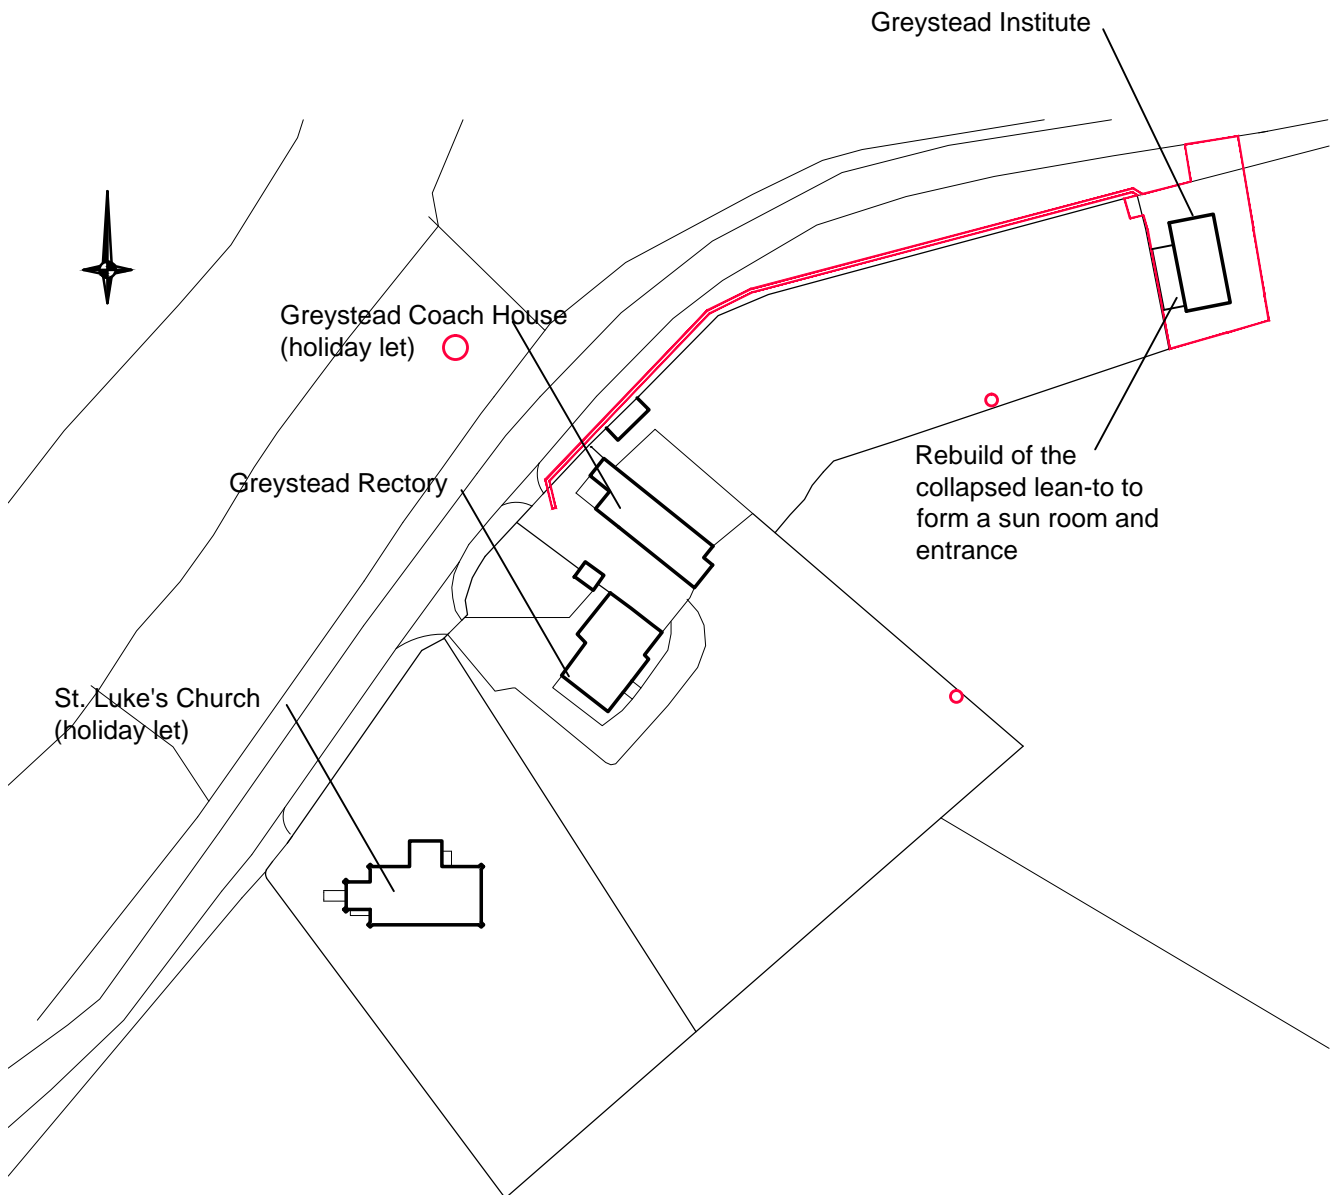 Greystead Institute
Greystead Coach House
(holiday let)
Greystead Rectory
Rebuild of the
collapsed lean-to to
form a sun room and
entrance
St. Luke's Church
(holiday let)